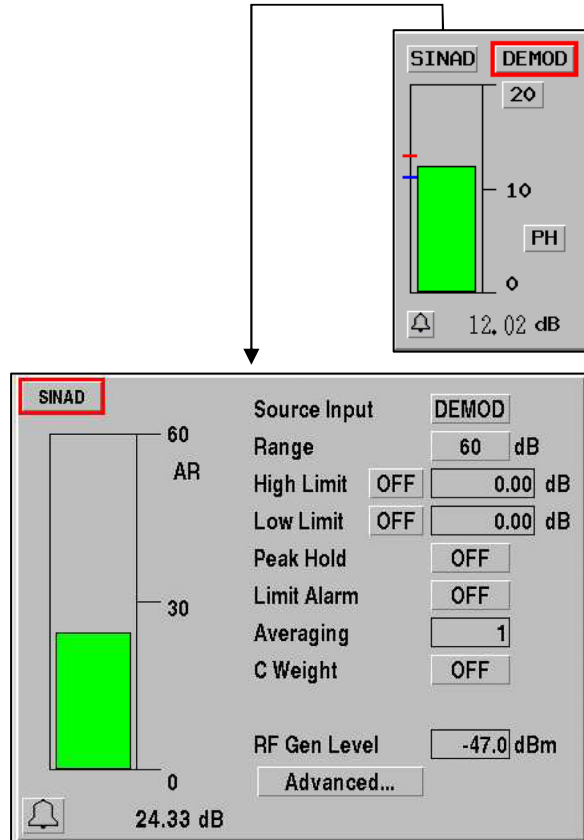 SINAD DEMOD
20
10
PH
0
12.02 dB
SINAD
60
AR
30
0
24.33 dB
Source Input DEMOD
Range 60 dB
High Limit OFF 0.00 dB
Low Limit OFF 0.00 dB
Peak Hold OFF
Limit Alarm OFF
Averaging 1
C Weight OFF
RF Gen Level -47.0 dBm
Advanced...